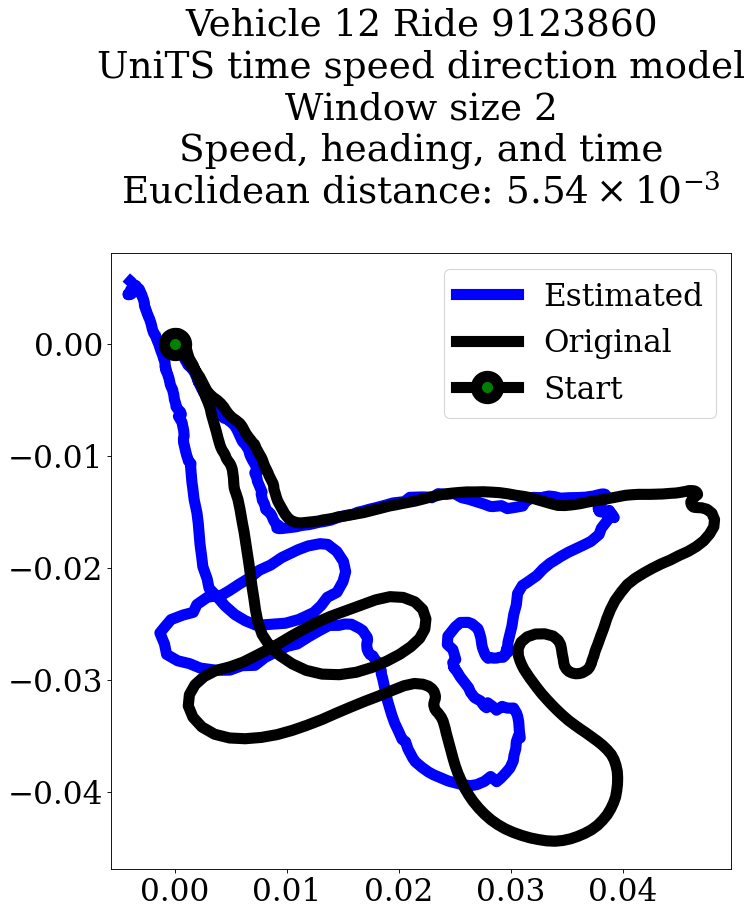 Vehicle 12 Ride 9123860
UniTS time speed direction model
Window size 2
Speed, heading, and time
Euclidean distance: 5.54 × 10⁻³
Estimated
Original
Start
0.00
−0.01
−0.02
−0.03
−0.04
0.00 0.01 0.02 0.03 0.04